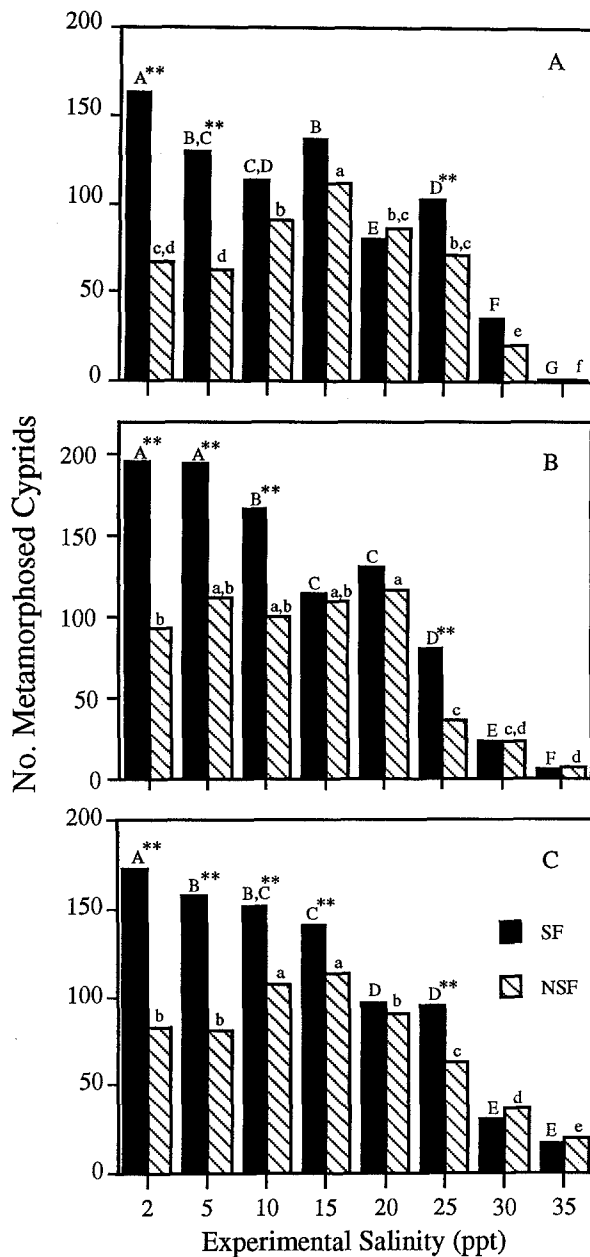 200
A
A**
150
B,C**
B
C,D
a
D**
100
b
b,c
E
b,c
c,d
d
50
F
e
0
G
f
No. Metamorphosed Cyprids
200
A**
A**
B
B**
150
C
C
a,b
a,b
a
100
b
D**
50
c
E
c,d
0
F
d
200
A**
C
B**
B,C**
C**
150
SF
a
a
NSF
100
D
b
D**
b
b
c
50
E
d
E
e
0
2 5 10 15 20 25 30 35
Experimental Salinity (ppt)